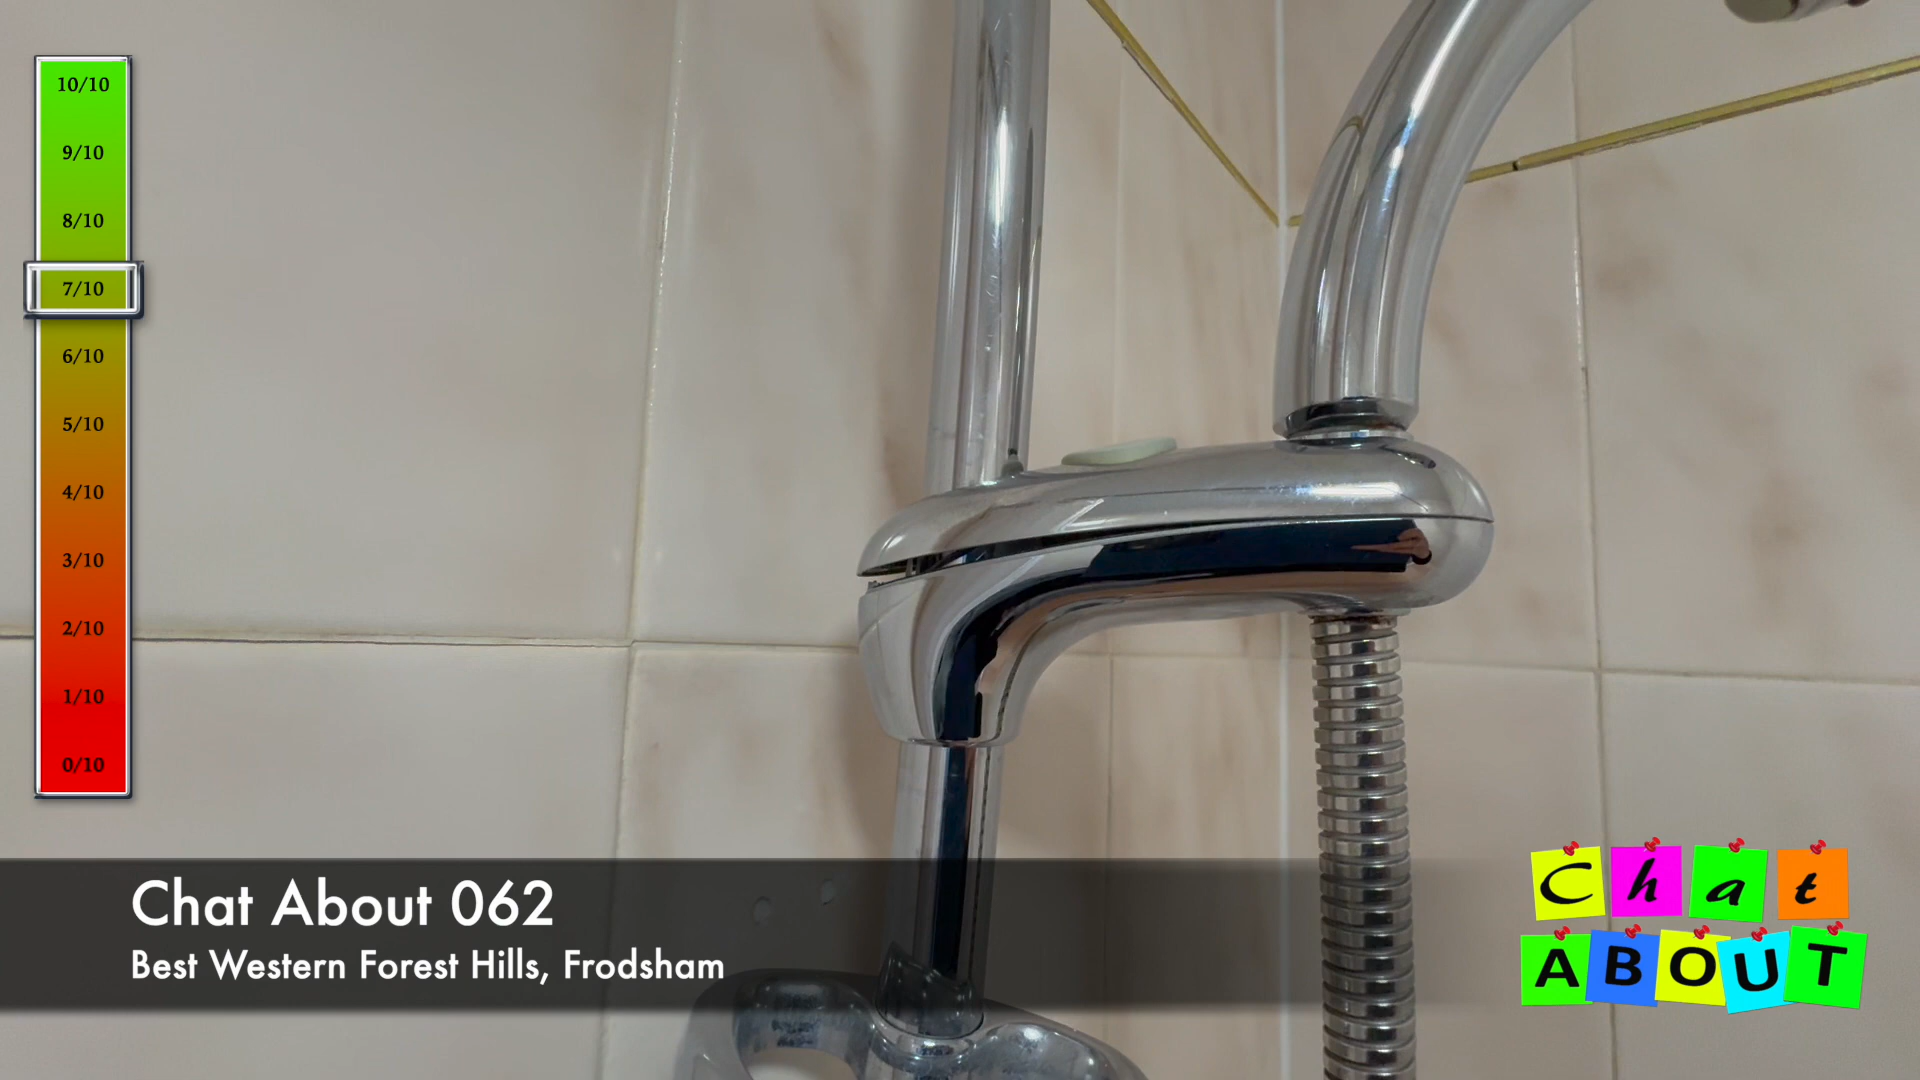 10/10
9/10
8/10
7/10
6/10
5/10
4/10
3/10
2/10
1/10
0/10
Chat About 062
Best Western Forest Hills, Frodsham
Chat
ABOUT